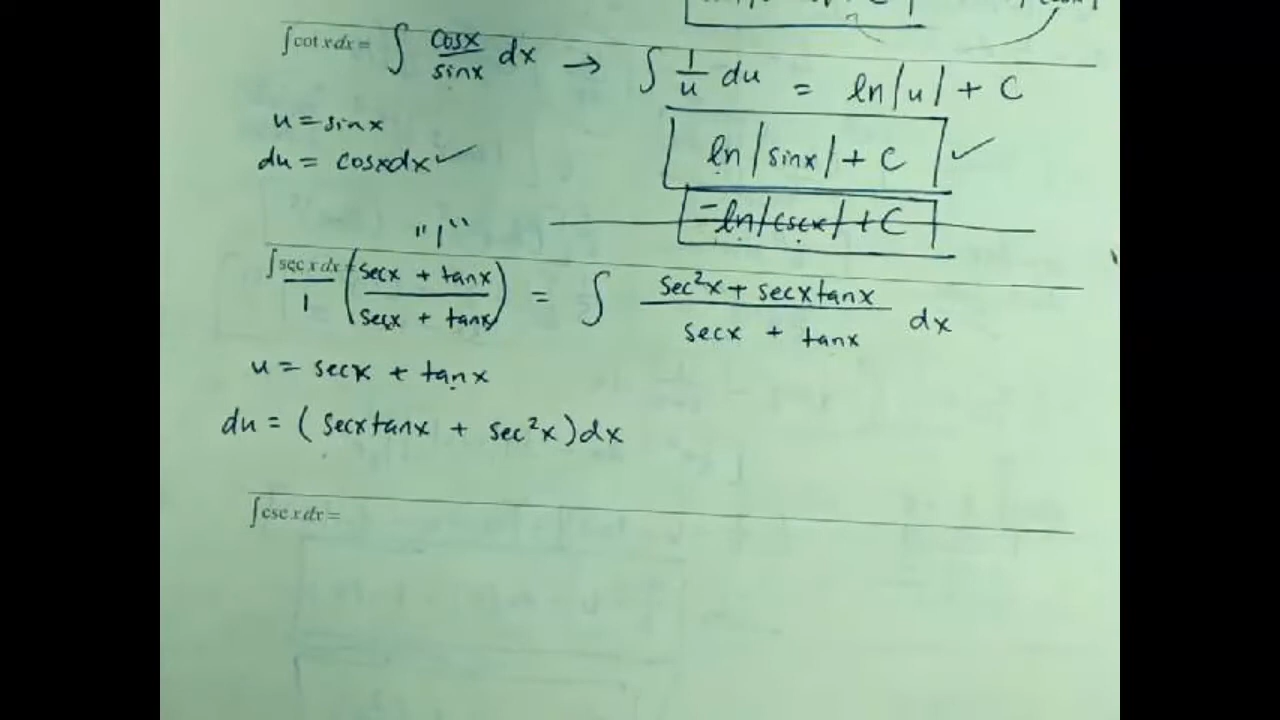 ∫cot x dx = ∫ cosx/sinx dx → ∫ 1/u du = ln|u| + C
u = sinx
du = cosxdx ✓
ln|sinx| + C ✓
-ln|cscx| + C
"1"
∫sec x dx/1 (secx + tanx/secx + tanx) = ∫ sec²x + secxtanx/secx + tanx dx
u = secx + tanx
du = (secxtanx + sec²x)dx
∫csc x dx =